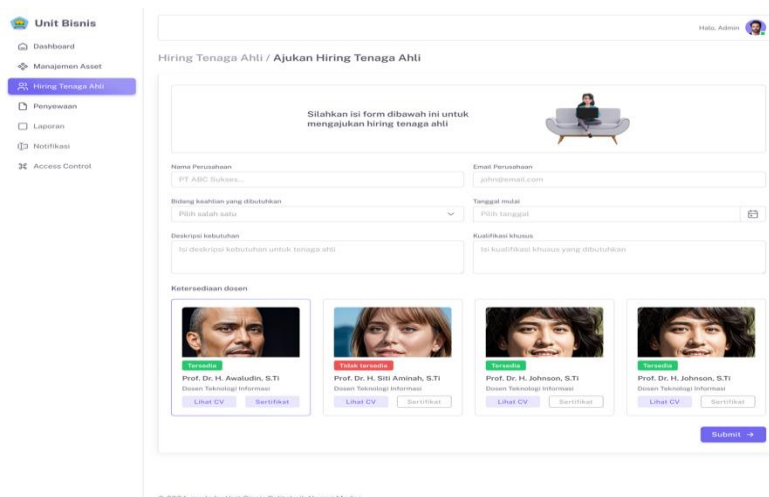 Unit Bisnis
Halo, Admin
Dashboard
Manajemen Asset
Hiring Tenaga Ahli
Penyewaan
Laporan
Notifikasi
Access Control
Hiring Tenaga Ahli / Ajukan Hiring Tenaga Ahli
Silahkan isi form dibawah ini untuk
mengajukan hiring tenaga ahli
Nama Perusahaan
PT ABC Sukses...
Email Perusahaan
john@email.com
Bidang keahlian yang dibutuhkan
Pilih salah satu
Tanggal mulai
Pilih tanggal
Deskripsi kebutuhan
Isi deskripsi kebutuhan untuk tenaga ahli
Kualifikasi khusus
Isi kualifikasi khusus yang dibutuhkan
Ketersediaan dosen
Tersedia
Prof. Dr. H. Awaludin, S.Ti
Dosen Teknologi Informasi
Lihat CV Sertifikat
Tidak tersedia
Prof. Dr. H. Siti Aminah, S.Ti
Dosen Teknologi Informasi
Lihat CV Sertifikat
Tersedia
Prof. Dr. H. Johnson, S.Ti
Dosen Teknologi Informasi
Lihat CV Sertifikat
Tersedia
Prof. Dr. H. Johnson, S.Ti
Dosen Teknologi Informasi
Lihat CV Sertifikat
Submit →